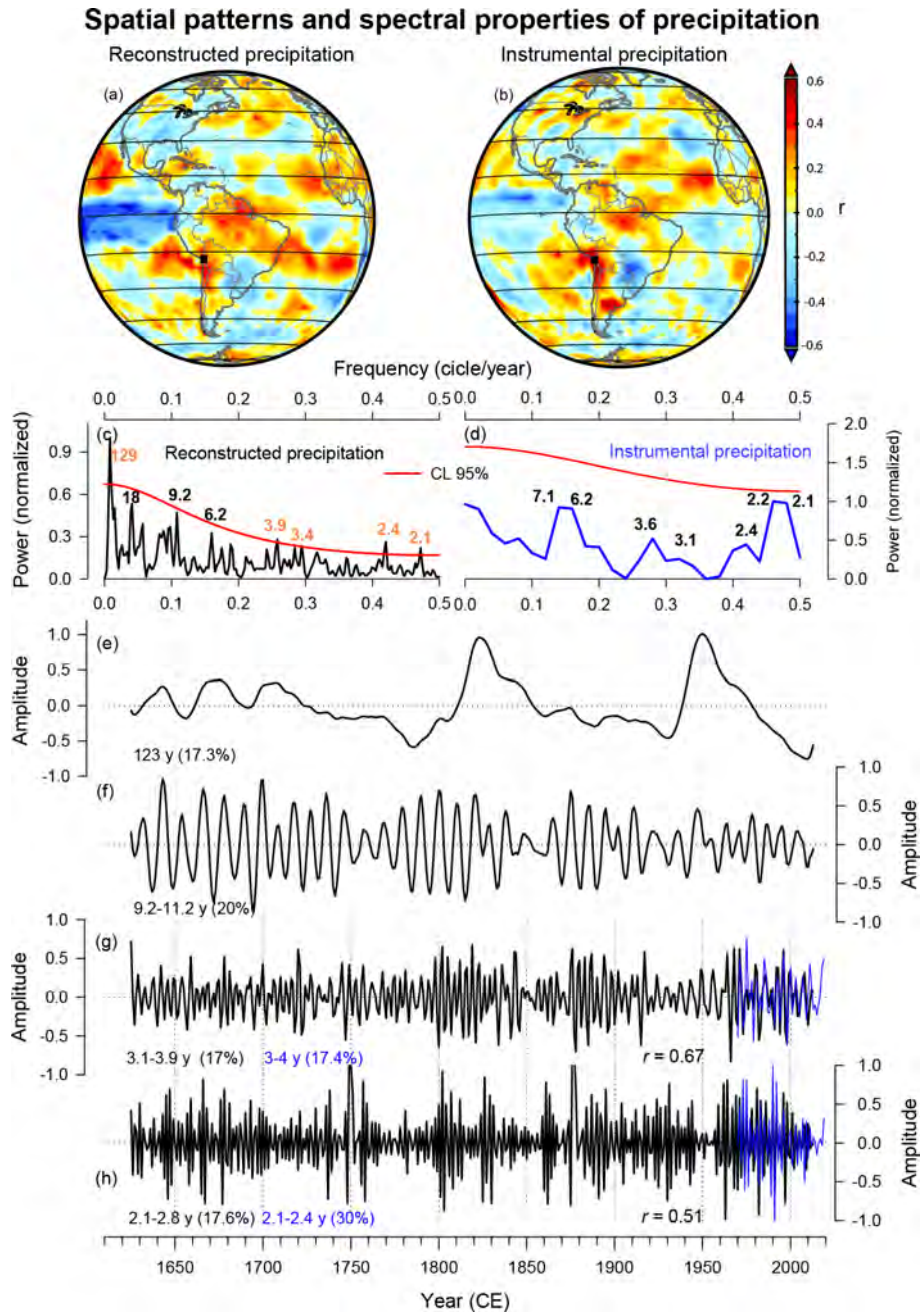 Spatial patterns and spectral properties of precipitation
Reconstructed precipitation
Instrumental precipitation
(a)
(b)
0.6
0.4
0.2
0.0
-0.2
-0.4
-0.6
r
Frequency (cicle/year)
0.0 0.1 0.2 0.3 0.4 0.5
0.0 0.1 0.2 0.3 0.4 0.5
Power (normalized)
0.9
0.6
0.3
0.0
(c)
129
18
9.2
6.2
3.9
3.4
2.4
2.1
Reconstructed precipitation
CL 95%
(d)
Instrumental precipitation
7.1
6.2
3.6
3.1
2.4
2.2
2.1
2.0
1.5
1.0
0.5
0.0
Power (normalized)
0.0 0.1 0.2 0.3 0.4 0.5
0.0 0.1 0.2 0.3 0.4 0.5
(e)
Amplitude
1.0
0.5
0.0
-0.5
-1.0
123 y (17.3%)
(f)
1.0
0.5
0.0
-0.5
-1.0
Amplitude
9.2-11.2 y (20%)
(g)
Amplitude
1.0
0.5
0.0
-0.5
-1.0
3.1-3.9 y (17%)
3-4 y (17.4%)
r = 0.67
1.0
0.5
0.0
-0.5
-1.0
Amplitude
(h)
2.1-2.8 y (17.6%)
2.1-2.4 y (30%)
r = 0.51
1650 1700 1750 1800 1850 1900 1950 2000
Year (CE)